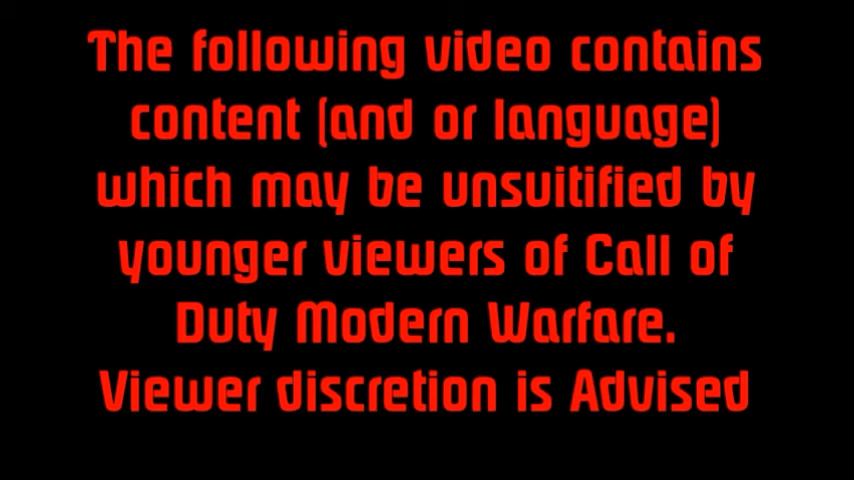 The following video contains
content (and or language)
which may be unsuitified by
younger viewers of Call of
Duty Modern Warfare.
Viewer discretion is Advised